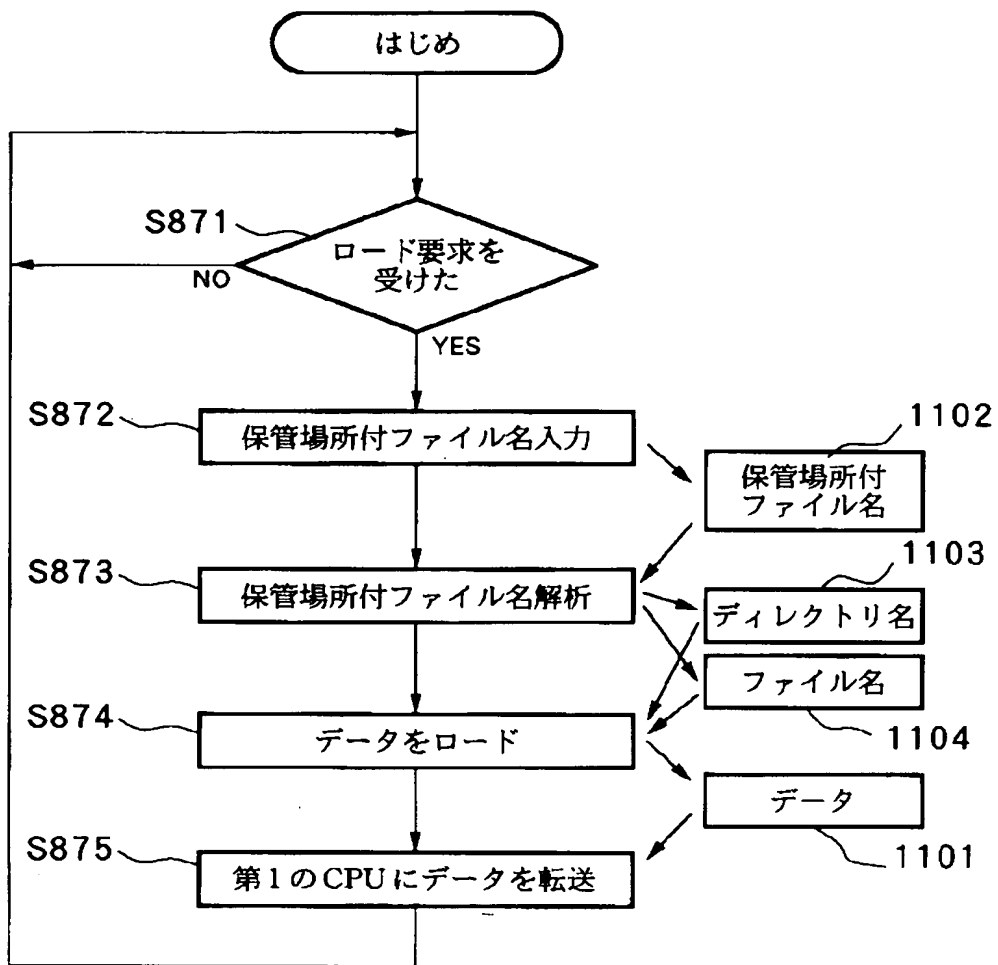 はじめ
S871
ロード要求を
受けた
NO
YES
S872
保管場所付ファイル名入力
1102
保管場所付
ファイル名
S873
保管場所付ファイル名解析
1103
ディレクトリ名
ファイル名
1104
S874
データをロード
データ
1101
S875
第1のCPUにデータを転送